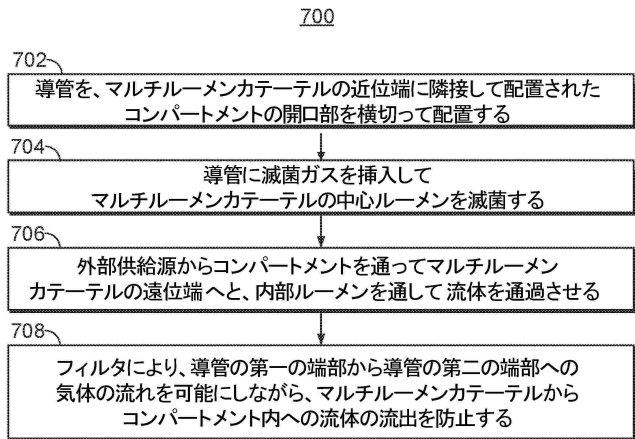 700
702
導管を、マルチルーメンカテーテルの近位端に隣接して配置された
コンパートメントの開口部を横切って配置する
704
導管に滅菌ガスを挿入して
マルチルーメンカテーテルの中心ルーメンを滅菌する
706
外部供給源からコンパートメントを通ってマルチルーメン
カテーテルの遠位端へと、内部ルーメンを通して流体を通過させる
708
フィルタにより、導管の第一の端部から導管の第二の端部への
気体の流れを可能にしながら、マルチルーメンカテーテルから
コンパートメント内への流体の流出を防止する